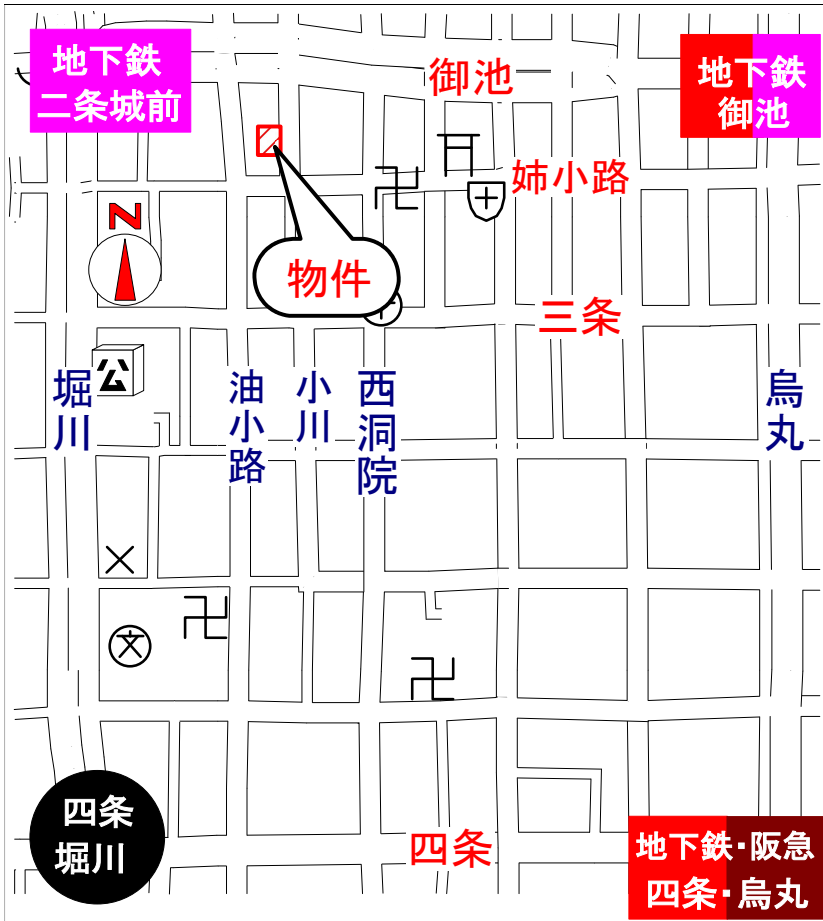 地下鉄
二条城前
御池
地下鉄
御池
姉小路
N
物件
三条
公
堀川
油小路
小川
西洞院
烏丸
文
四条
堀川
四条
地下鉄・阪急
四条・烏丸